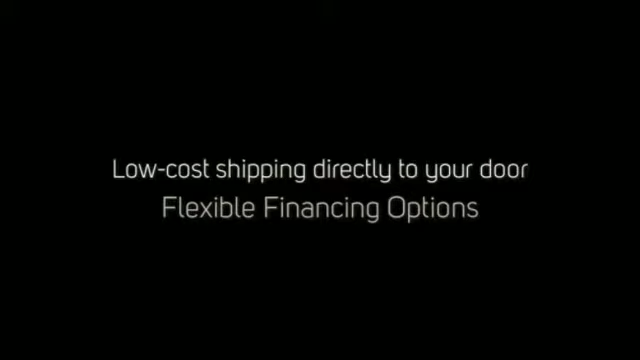 Low-cost shipping directly to your door
Flexible Financing Options